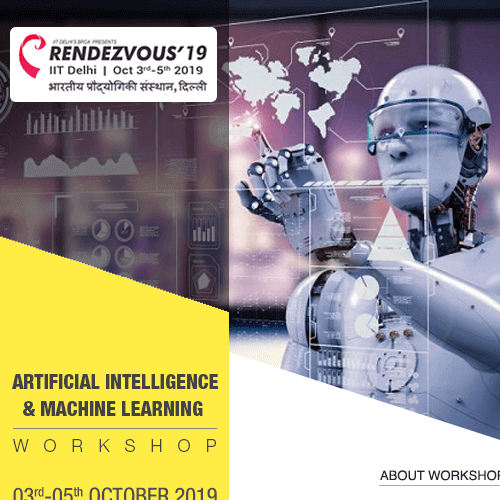 IIT DELHI'S BRCA PRESENTS
RENDEZVOUS'19
IIT Delhi | Oct 3rd-5th 2019
भारतीय प्रौद्योगिकी संस्थान, दिल्ली
ARTIFICIAL INTELLIGENCE
& MACHINE LEARNING
WORKSHOP
03rd-05th OCTOBER 2019
ABOUT WORKSHOP